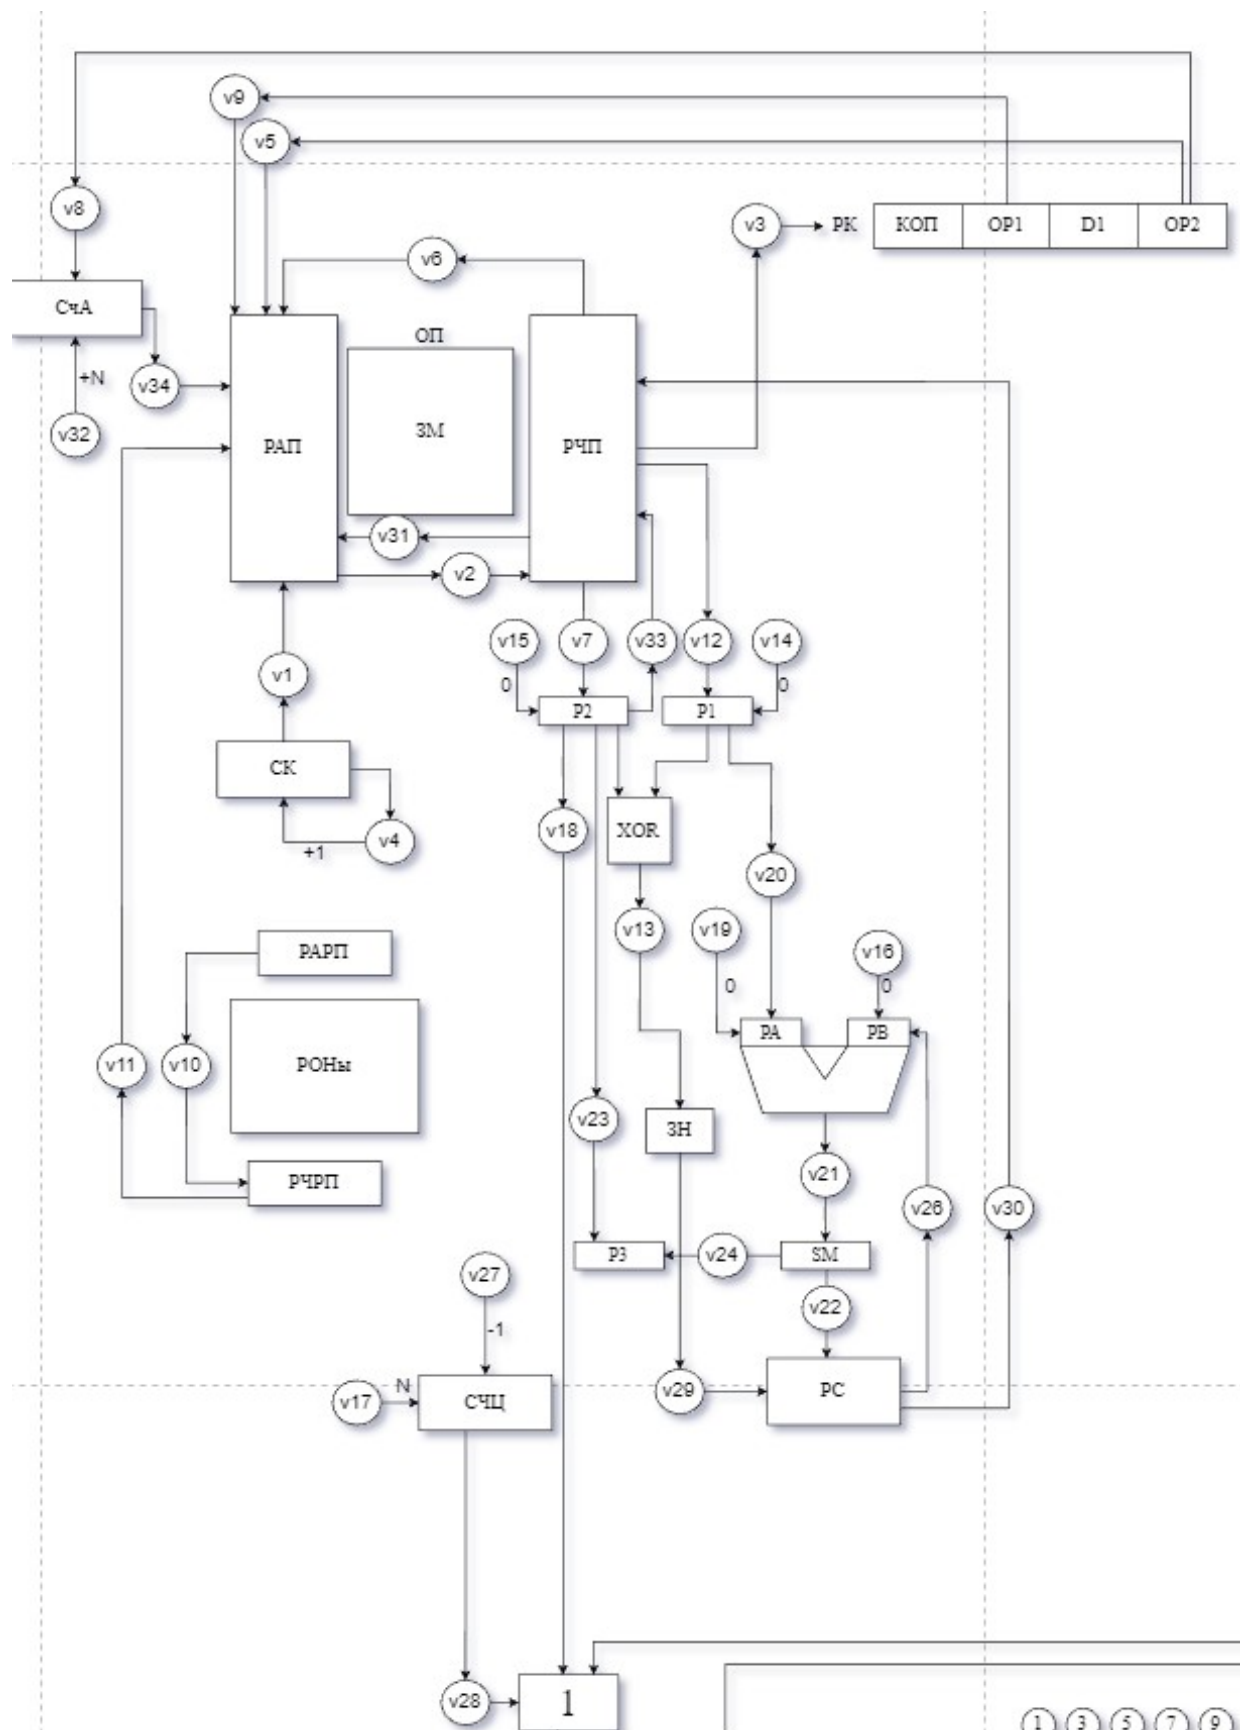 v9
v5
v8
v3
РК
КОП
ОР1
D1
ОР2
v6
СчА
ОП
+N
v34
ЗМ
v32
РАП
РЧП
v31
v2
v15
v7
v33
v12
v14
0
0
v1
Р2
Р1
СК
v18
XOR
v4
+1
v20
v19
v13
v16
РАРП
0
0
РА
РВ
v11
v10
РОНы
v23
ЗН
РЧРП
v21
v26
v30
Р3
v24
SM
v27
v22
-1
v17
N
СЧЦ
v29
РС
v28
1
1
3
5
7
9